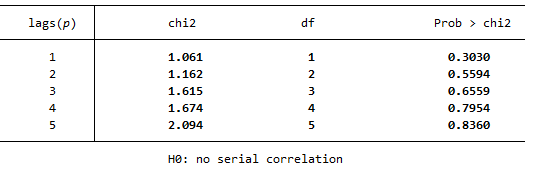 lags(p) chi2 df Prob > chi2
1 1.061 1 0.3030
2 1.162 2 0.5594
3 1.615 3 0.6559
4 1.674 4 0.7954
5 2.094 5 0.8360
H0: no serial correlation